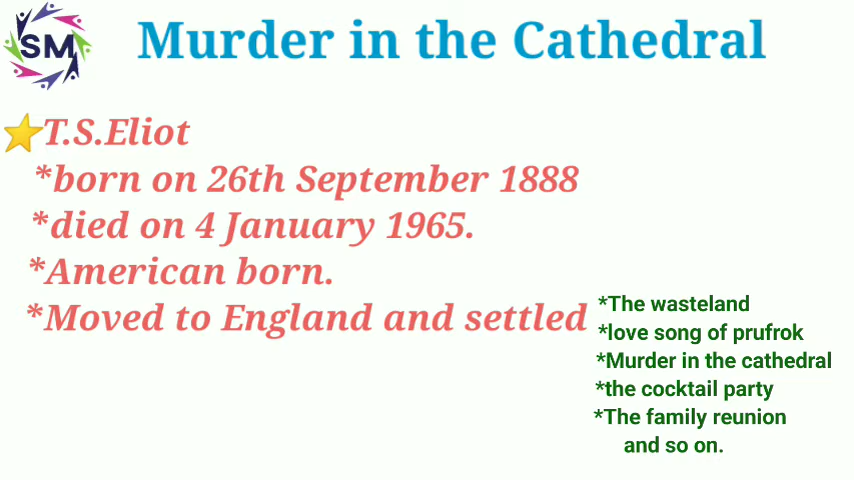 SM
Murder in the Cathedral
T.S.Eliot
*born on 26th September 1888
*died on 4 January 1965.
*American born.
*Moved to England and settled
*The wasteland
*love song of prufrok
*Murder in the cathedral
*the cocktail party
*The family reunion
and so on.